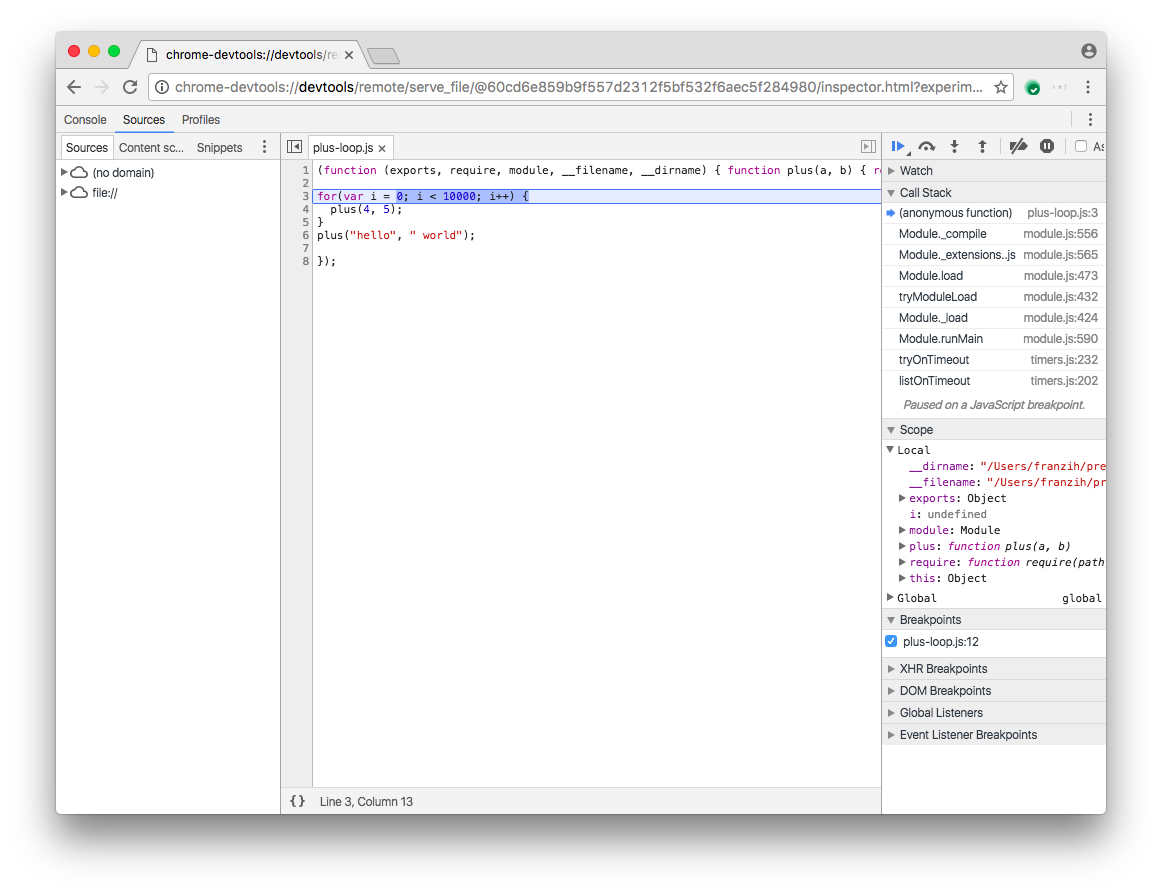 chrome-devtools://devtools/re
chrome-devtools://devtools/remote/serve_file/@60cd6e859b9f557d2312f5bf532f6aec5f284980/inspector.html?experim...
Console Sources Profiles
Sources Content sc... Snippets
(no domain)
file://
plus-loop.js ×
1 (function (exports, require, module, __filename, __dirname) { function plus(a, b) { re
2
3 for(var i = 0; i < 10000; i++) {
4 plus(4, 5);
5 }
6 plus("hello", " world");
7
8 });
{} Line 3, Column 13
As
Watch
Call Stack
(anonymous function) plus-loop.js:3
Module._compile module.js:556
Module._extensions..js module.js:565
Module.load module.js:473
tryModuleLoad module.js:432
Module._load module.js:424
Module.runMain module.js:590
tryOnTimeout timers.js:232
listOnTimeout timers.js:202
Paused on a JavaScript breakpoint.
Scope
Local
__dirname: "/Users/franzih/pre
__filename: "/Users/franzih/pr
exports: Object
i: undefined
module: Module
plus: function plus(a, b)
require: function require(path
this: Object
Global global
Breakpoints
plus-loop.js:12
XHR Breakpoints
DOM Breakpoints
Global Listeners
Event Listener Breakpoints